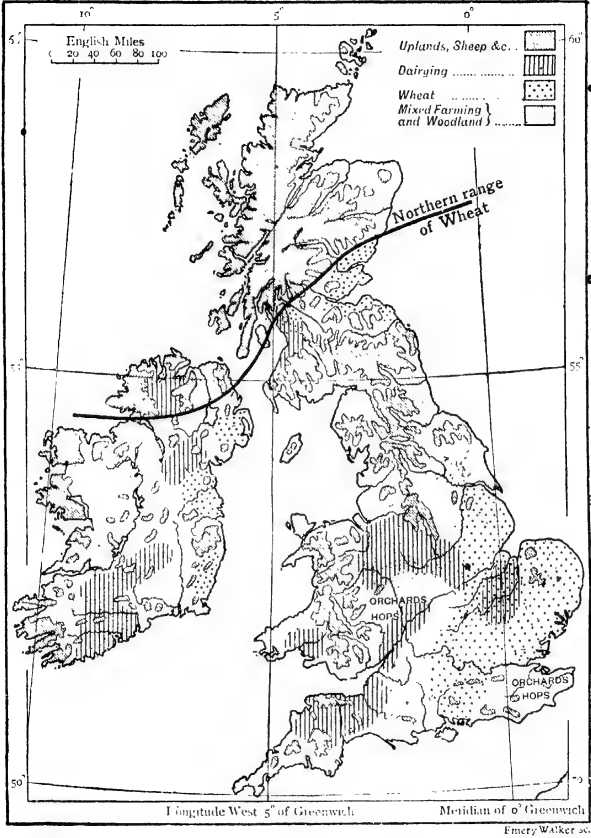 10°
0°
English Miles
0 20 40 60 80 100
Uplands, Sheep &c. .
Dairying ..............
Wheat ........
Mixed Farming }
and Woodland } ......
60
Northern range
of Wheat
55
ORCHARDS
HOPS
ORCHARDS
HOPS
50°
Longitude West 5° of Greenwich
Meridian of 0° Greenwich
Emery Walker sc.